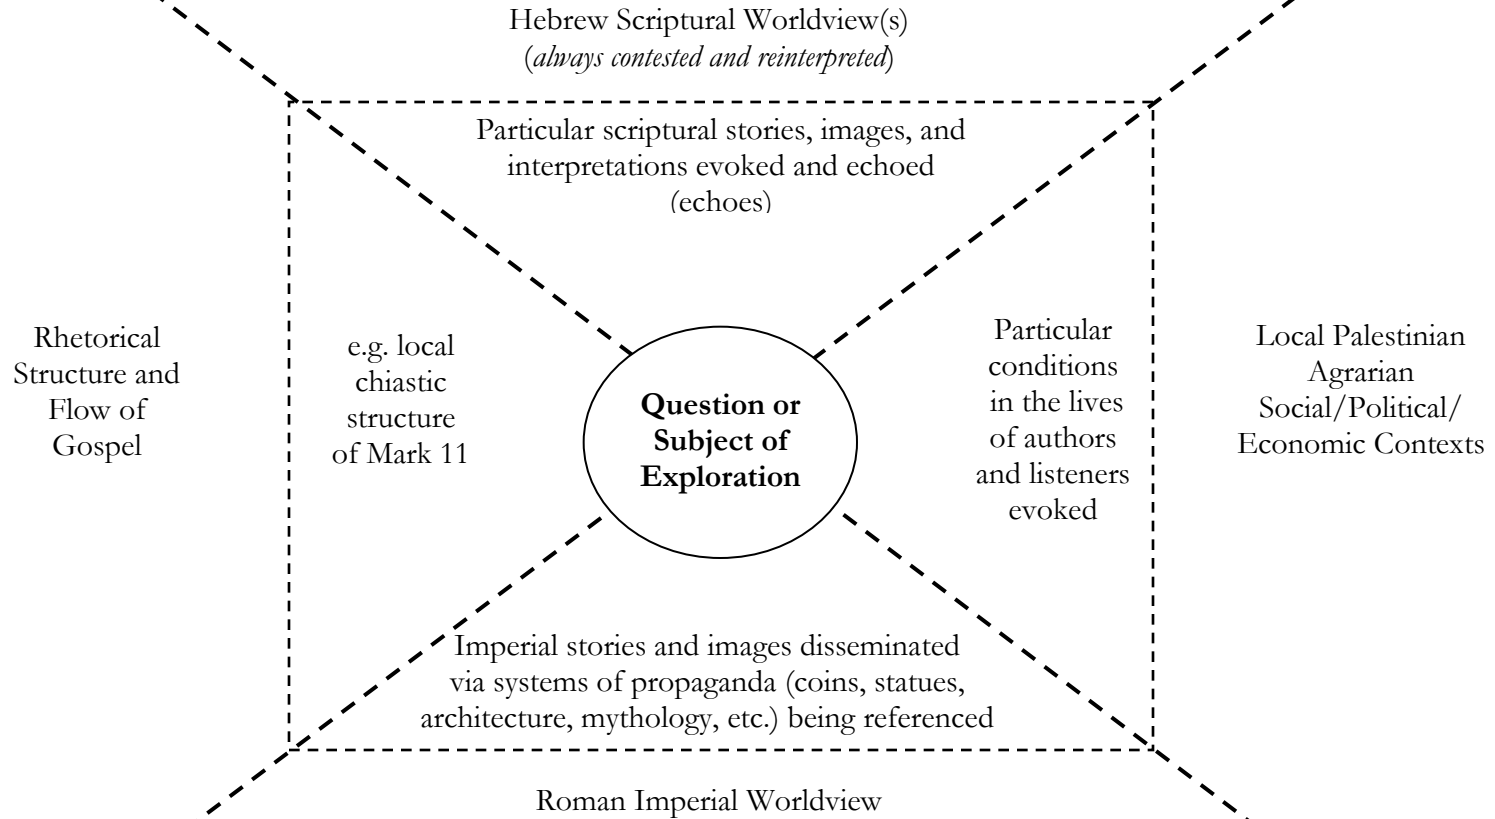 Hebrew Scriptural Worldview(s)
(always contested and reinterpreted)
Particular scriptural stories, images, and
interpretations evoked and echoed
(echoes)
Rhetorical
Structure and
Flow of
Gospel
e.g. local
chiastic
structure
of Mark 11
Question or
Subject of
Exploration
Particular
conditions
in the lives
of authors
and listeners
evoked
Local Palestinian
Agrarian
Social/Political/
Economic Contexts
Imperial stories and images disseminated
via systems of propaganda (coins, statues,
architecture, mythology, etc.) being referenced
Roman Imperial Worldview